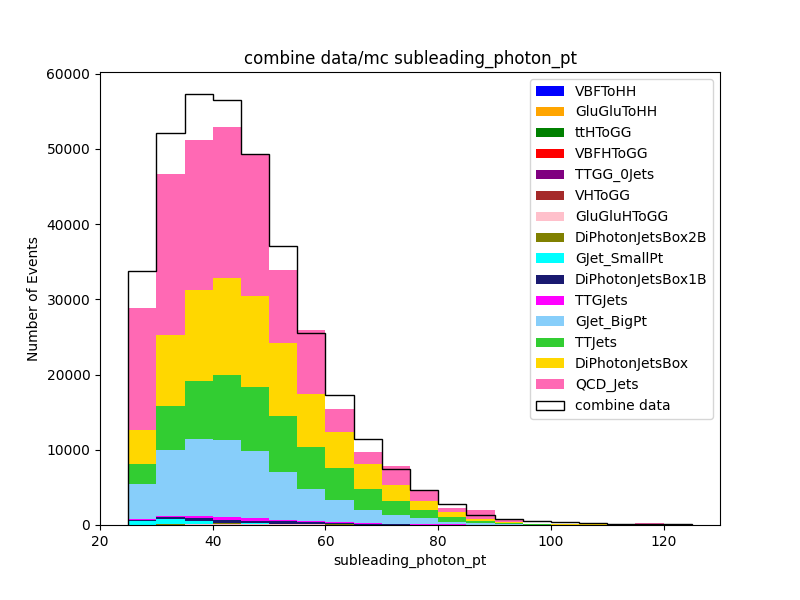 combine data/mc subleading_photon_pt
60000
50000
40000
30000
20000
10000
0
Number of Events
20
40
60
80
100
120
subleading_photon_pt
VBFToHH
GluGluToHH
ttHToGG
VBFHToGG
TTGG_0Jets
VHToGG
GluGluHToGG
DiPhotonJetsBox2B
GJet_SmallPt
DiPhotonJetsBox1B
TTGJets
GJet_BigPt
TTJets
DiPhotonJetsBox
QCD_Jets
combine data